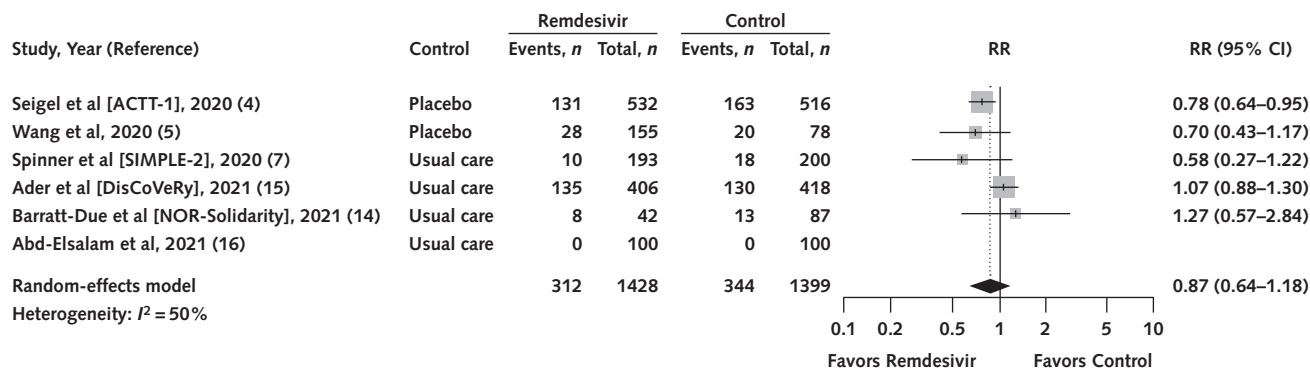 Remdesivir Control
Study, Year (Reference) Control Events, n Total, n Events, n Total, n RR RR (95% CI)
Seigel et al [ACTT-1], 2020 (4) Placebo 131 532 163 516 0.78 (0.64–0.95)
Wang et al, 2020 (5) Placebo 28 155 20 78 0.70 (0.43–1.17)
Spinner et al [SIMPLE-2], 2020 (7) Usual care 10 193 18 200 0.58 (0.27–1.22)
Ader et al [DisCoVeRy], 2021 (15) Usual care 135 406 130 418 1.07 (0.88–1.30)
Barratt-Due et al [NOR-Solidarity], 2021 (14) Usual care 8 42 13 87 1.27 (0.57–2.84)
Abd-Elsalam et al, 2021 (16) Usual care 0 100 0 100
Random-effects model 312 1428 344 1399 0.87 (0.64–1.18)
Heterogeneity: I² = 50%
0.1 0.2 0.5 1 2 5 10
Favors Remdesivir Favors Control